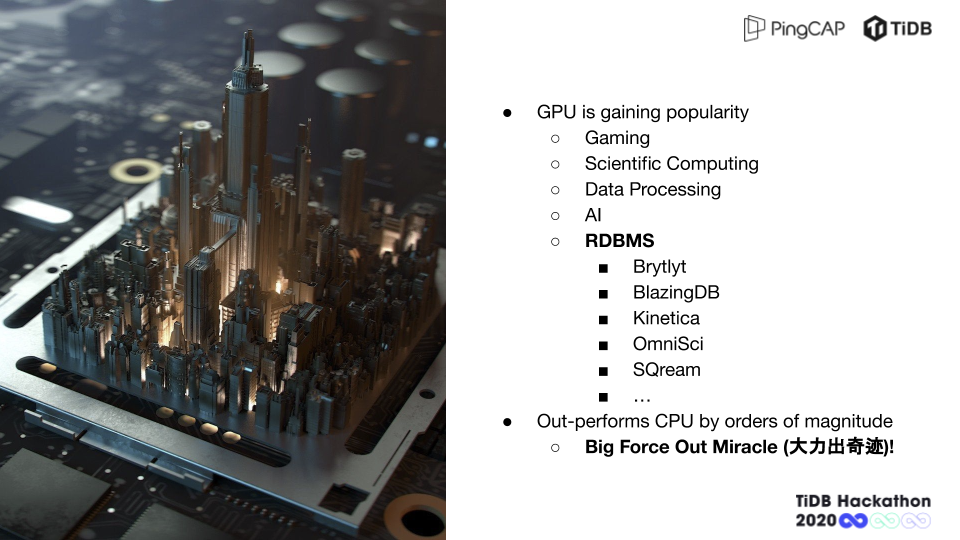 PingCAP TiDB
● GPU is gaining popularity
○ Gaming
○ Scientific Computing
○ Data Processing
○ AI
○ RDBMS
■ Brytlyt
■ BlazingDB
■ Kinetica
■ OmniSci
■ SQream
■ …
● Out-performs CPU by orders of magnitude
○ Big Force Out Miracle (大力出奇迹)!
TiDB Hackathon
2020